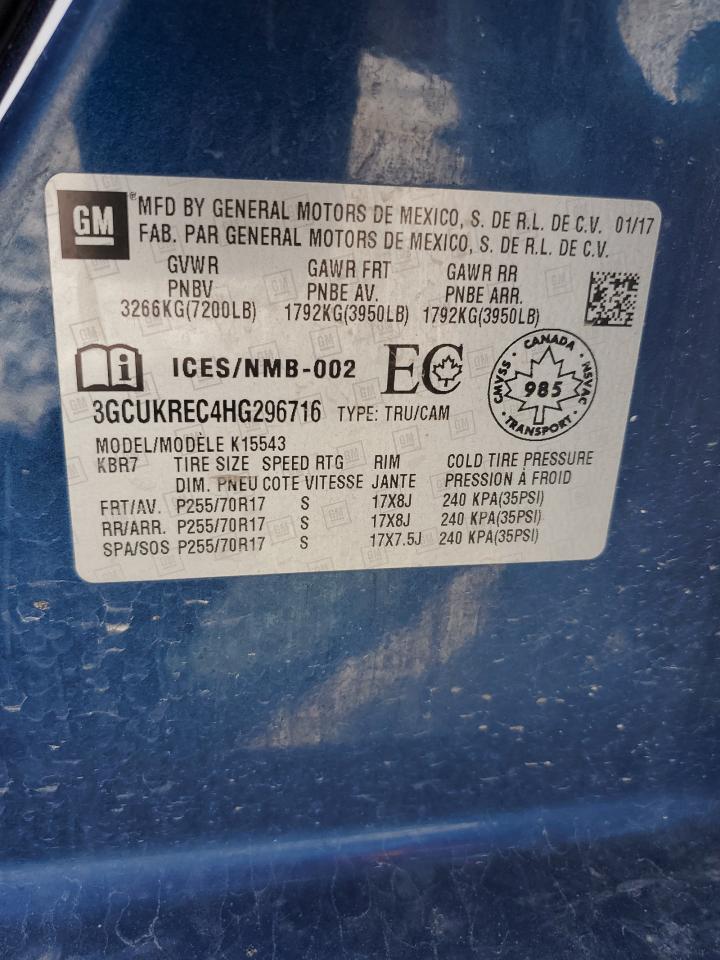 GM ® MFD BY GENERAL MOTORS DE MEXICO, S. DE R.L. DE C.V. 01/17
FAB. PAR GENERAL MOTORS DE MEXICO, S. DE R.L. DE C.V.
GVWR GAWR FRT GAWR RR
PNBV PNBE AV. PNBE ARR.
3266KG(7200LB) 1792KG(3950LB) 1792KG(3950LB)
i ICES/NMB-002 EC
CANADA CMVSS 985 NSVAC TRANSPORT
3GCUKREC4HG296716 TYPE: TRU/CAM
MODEL/MODÈLE K15543
KBR7 TIRE SIZE SPEED RTG RIM COLD TIRE PRESSURE
DIM. PNEU COTE VITESSE JANTE PRESSION À FROID
FRT/AV. P255/70R17 S 17X8J 240 KPA(35PSI)
RR/ARR. P255/70R17 S 17X8J 240 KPA(35PSI)
SPA/SOS P255/70R17 S 17X7.5J 240 KPA(35PSI)